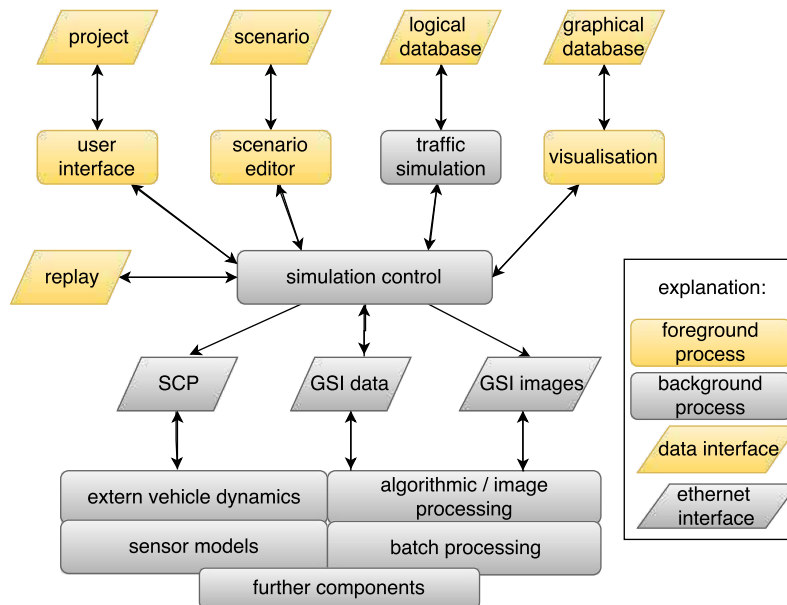 project
scenario
logical
database
graphical
database
user
interface
scenario
editor
traffic
simulation
visualisation
replay
simulation control
SCP
GSI data
GSI images
extern vehicle dynamics
algorithmic / image
processing
sensor models
batch processing
further components
explanation:
foreground
process
background
process
data interface
ethernet
interface